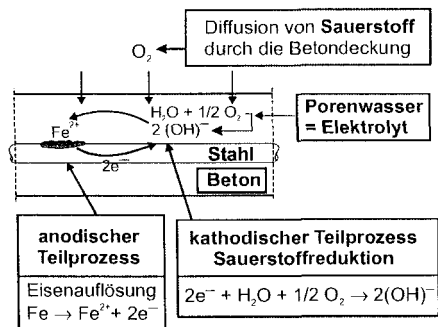 Diffusion von Sauerstoff
durch die Betondeckung
O₂
H₂O + 1/2 O₂
2 (OH)⁻
Fe²⁺
2e⁻
Porenwasser
= Elektrolyt
Stahl
Beton
anodischer
Teilprozess
Eisenauflösung
Fe → Fe²⁺ + 2e⁻
kathodischer Teilprozess
Sauerstoffreduktion
2e⁻ + H₂O + 1/2 O₂ → 2(OH)⁻